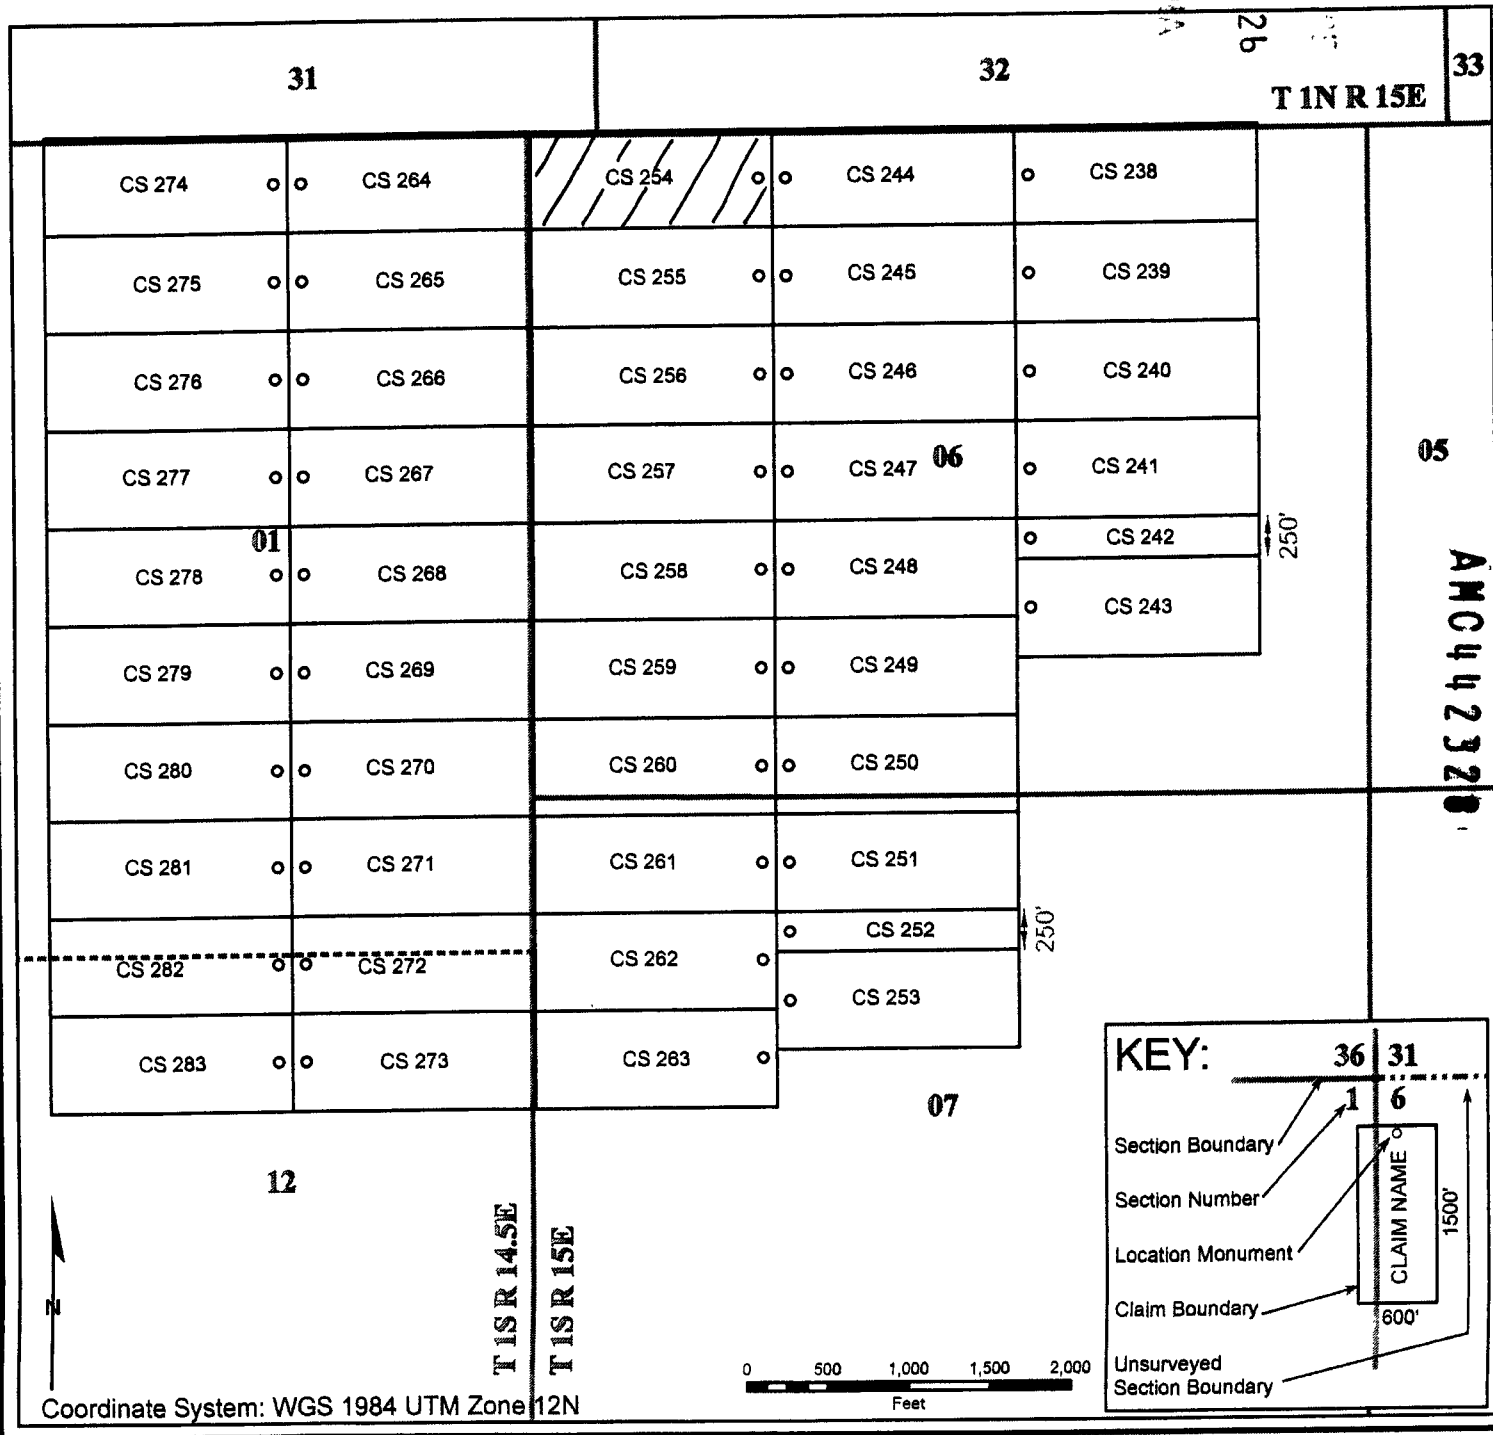 26
31
32
33
T 1N R 15E
CS 274
CS 264
CS 254
CS 244
CS 238
CS 275
CS 265
CS 255
CS 245
CS 239
CS 276
CS 266
CS 256
CS 246
CS 240
CS 277
CS 267
CS 257
CS 247
06
CS 241
05
01
CS 242
250'
CS 278
CS 268
CS 258
CS 248
CS 243
CS 279
CS 269
CS 259
CS 249
AMC442328
CS 280
CS 270
CS 260
CS 250
CS 281
CS 271
CS 261
CS 251
CS 252
250'
CS 282
CS 272
CS 262
CS 253
CS 283
CS 273
CS 263
07
12
T 1S R 14.5E
T 1S R 15E
N
KEY:
36
31
1
6
Section Boundary
Section Number
Location Monument
Claim Boundary
Unsurveyed
Section Boundary
CLAIM NAME
1500'
600'
0 500 1,000 1,500 2,000
Feet
Coordinate System: WGS 1984 UTM Zone 12N